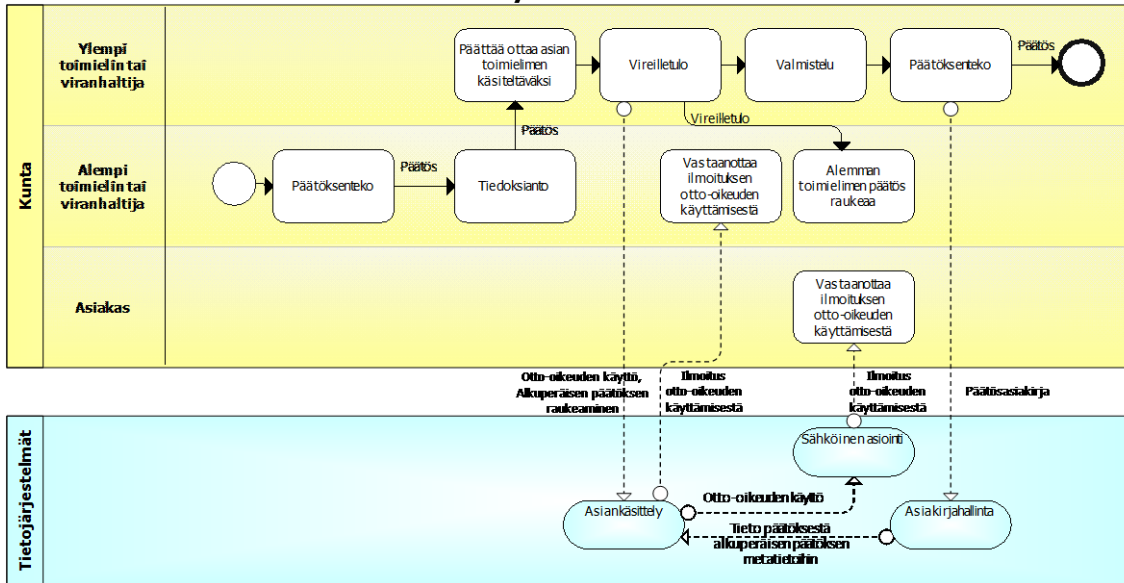 Kunta
Ylempi
toimielin tai
viranhaltija
Päättää ottaa asian
toimielimen
käsiteltäväksi
Vireilletulo
Valmistelu
Päätöksenteko
Päätös
Vireilletulo
Päätös
Alempi
toimielin tai
viranhaltija
Päätöksenteko
Päätös
Tiedoksianto
Vastaanottaa
ilmoituksen
otto-oikeuden
käyttämisestä
Alemman
toimielimen päätös
raukeaa
Asiakas
Vastaanottaa
ilmoituksen
otto-oikeuden
käyttämisestä
Otto-oikeuden käyttö,
Alkuperäisen päätöksen
raukeaminen
Ilmoitus
otto-oikeuden
käyttämisestä
Ilmoitus
otto-oikeuden
käyttämisestä
Päätösasiakirja
Tietojärjestelmät
Sähköinen asiointi
Asiankäsittely
Otto-oikeuden käyttö
Asiakirjahallinta
Tieto päätöksestä
alkuperäisen päätöksen
metatietoihin